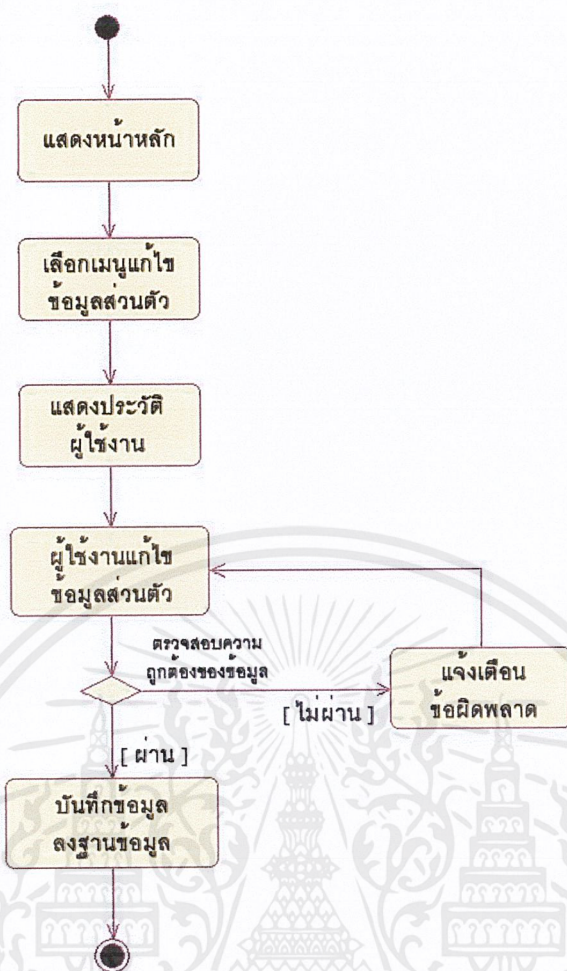 แสดงหน้าหลัก
เลือกเมนูแก้ไข
ข้อมูลส่วนตัว
แสดงประวัติ
ผู้ใช้งาน
ผู้ใช้งานแก้ไข
ข้อมูลส่วนตัว
ตรวจสอบความ
ถูกต้องของข้อมูล
[ ไม่ผ่าน ]
แจ้งเตือน
ข้อผิดพลาด
[ ผ่าน ]
บันทึกข้อมูล
ลงฐานข้อมูล